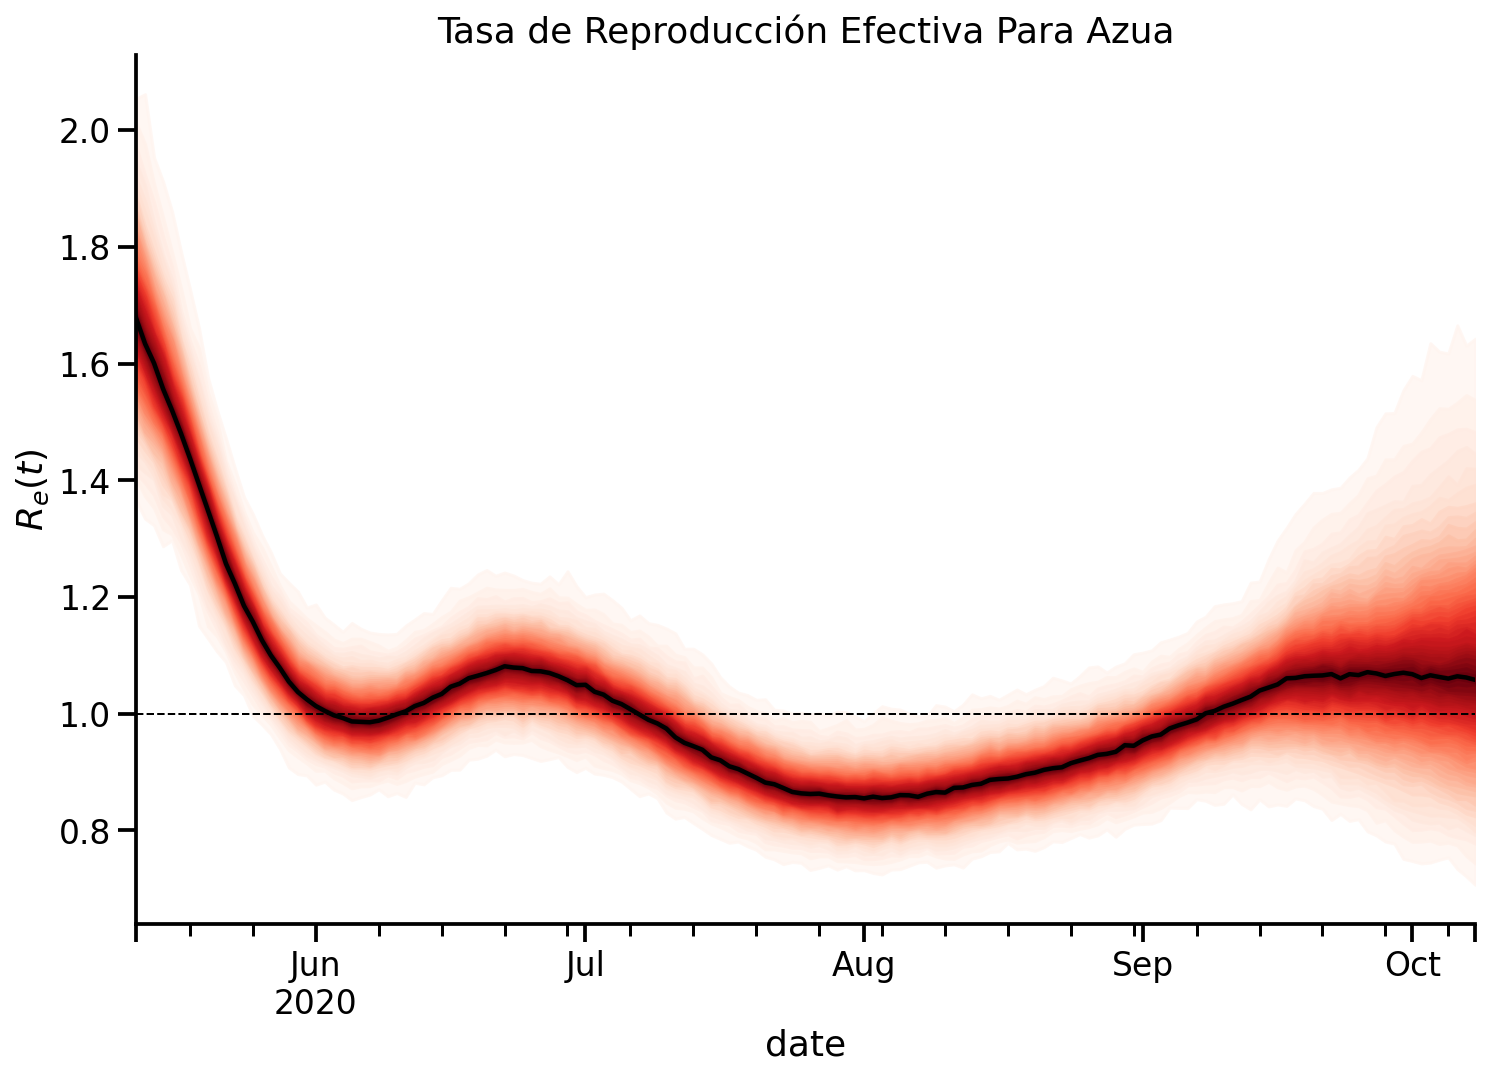 Tasa de Reproducción Efectiva Para Azua
R_e(t)
2.0
1.8
1.6
1.4
1.2
1.0
0.8
Jun Jul Aug Sep Oct
2020
date